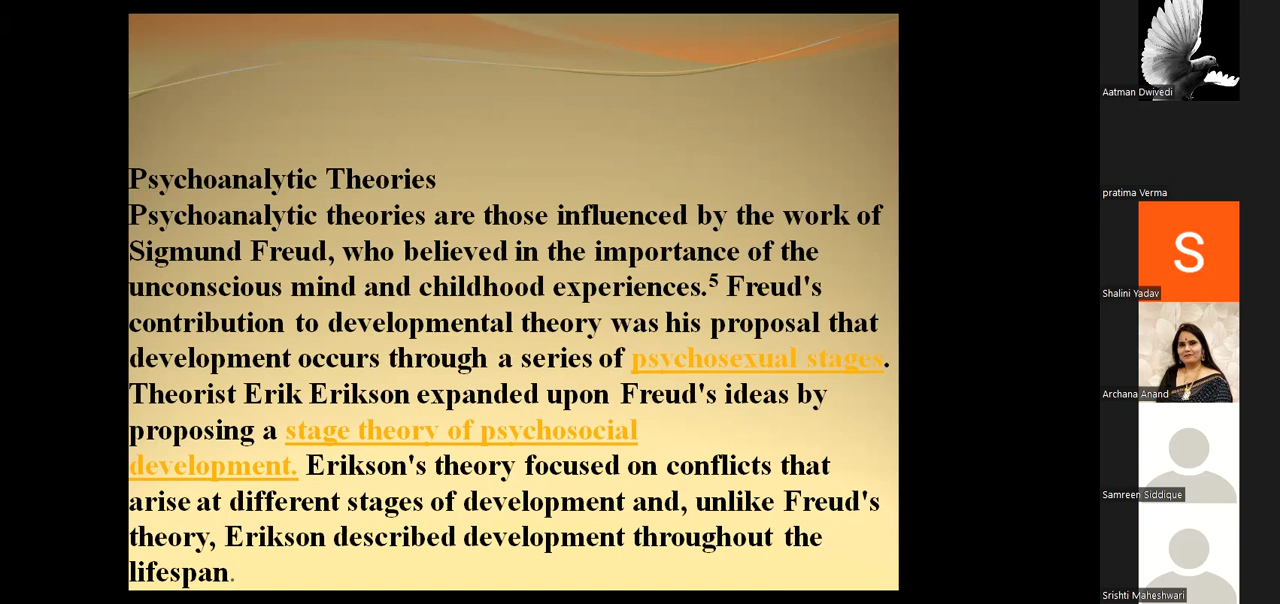 Psychoanalytic Theories
Psychoanalytic theories are those influenced by the work of
Sigmund Freud, who believed in the importance of the
unconscious mind and childhood experiences.⁵ Freud's
contribution to developmental theory was his proposal that
development occurs through a series of psychosexual stages.
Theorist Erik Erikson expanded upon Freud's ideas by
proposing a stage theory of psychosocial
development. Erikson's theory focused on conflicts that
arise at different stages of development and, unlike Freud's
theory, Erikson described development throughout the
lifespan.
Aatman Dwivedi
pratima Verma
S
Shalini Yadav
Archana Anand
Samreen Siddique
Srishti Maheshwari